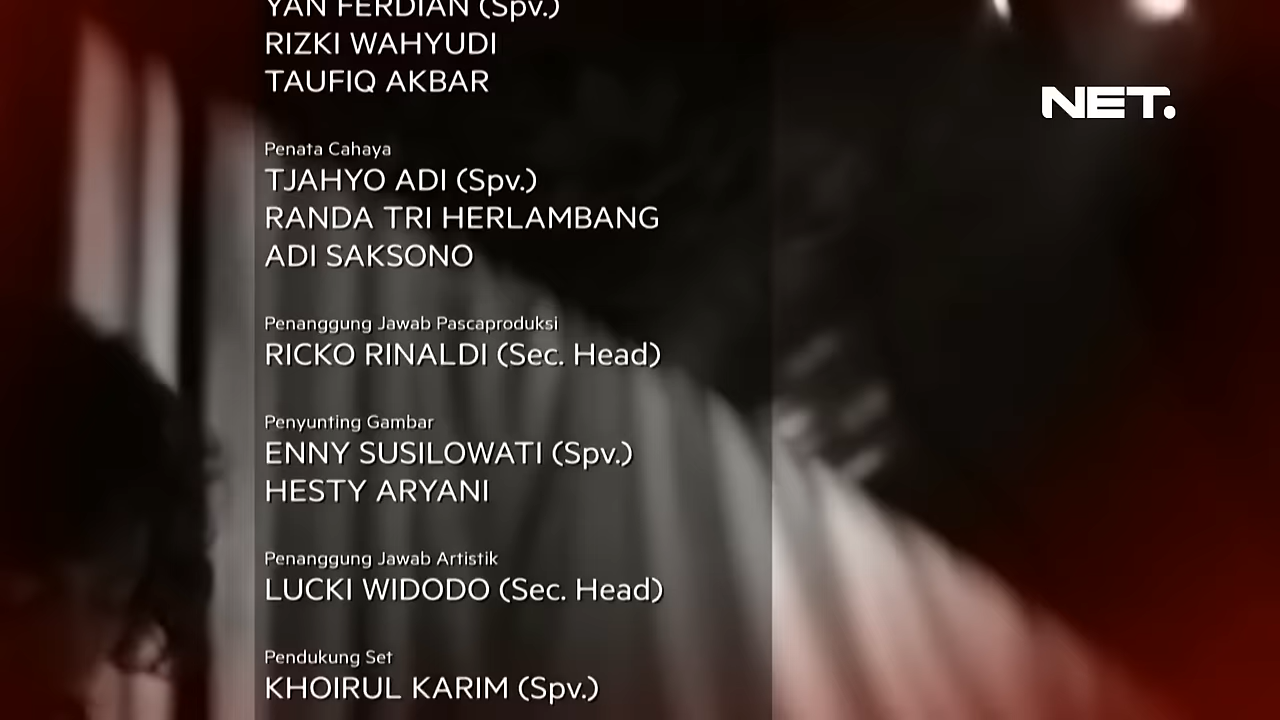 YAN FERDIAN (Spv.)
RIZKI WAHYUDI
TAUFIQ AKBAR
NET.
Penata Cahaya
TJAHYO ADI (Spv.)
RANDA TRI HERLAMBANG
ADI SAKSONO
Penanggung Jawab Pascaproduksi
RICKO RINALDI (Sec. Head)
Penyunting Gambar
ENNY SUSILOWATI (Spv.)
HESTY ARYANI
Penanggung Jawab Artistik
LUCKI WIDODO (Sec. Head)
Pendukung Set
KHOIRUL KARIM (Spv.)